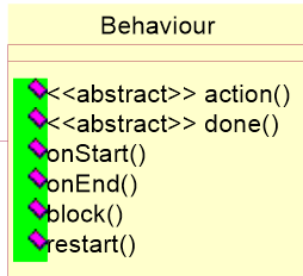 Behaviour
<<abstract>> action()
<<abstract>> done()
onStart()
onEnd()
block()
restart()